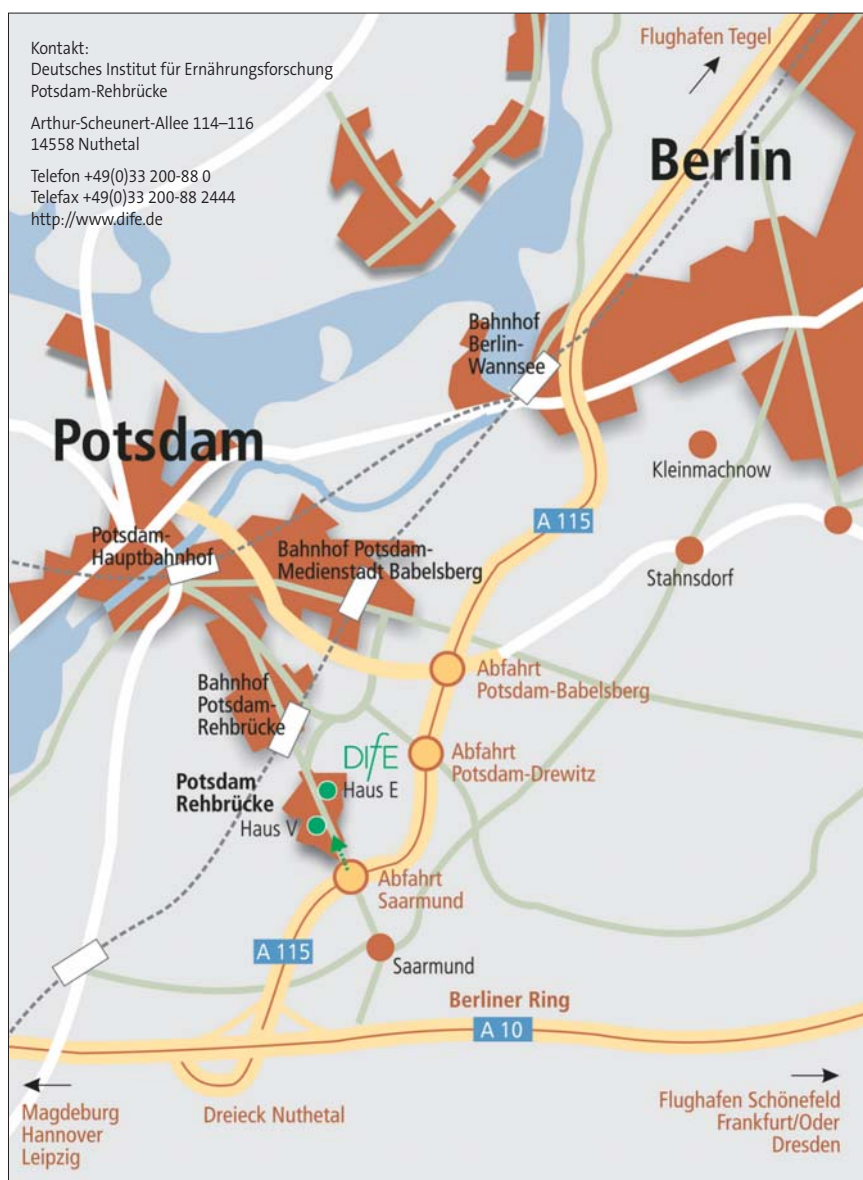 Kontakt:
Deutsches Institut für Ernährungsforschung
Potsdam-Rehbrücke
Arthur-Scheunert-Allee 114–116
14558 Nuthetal
Telefon +49(0)33 200-88 0
Telefax +49(0)33 200-88 2444
http://www.dife.de
Flughafen Tegel
Berlin
Bahnhof
Berlin-
Wannsee
Potsdam
Kleinmachnow
A 115
Potsdam-
Hauptbahnhof
Bahnhof Potsdam-
Medienstadt Babelsberg
Stahnsdorf
Abfahrt
Potsdam-Babelsberg
Bahnhof
Potsdam-
Rehbrücke
DIfE
Abfahrt
Potsdam-Drewitz
Potsdam
Rehbrücke
Haus E
Haus V
Abfahrt
Saarmund
A 115
Saarmund
Berliner Ring
A 10
Magdeburg
Hannover
Leipzig
Dreieck Nuthetal
Flughafen Schönefeld
Frankfurt/Oder
Dresden